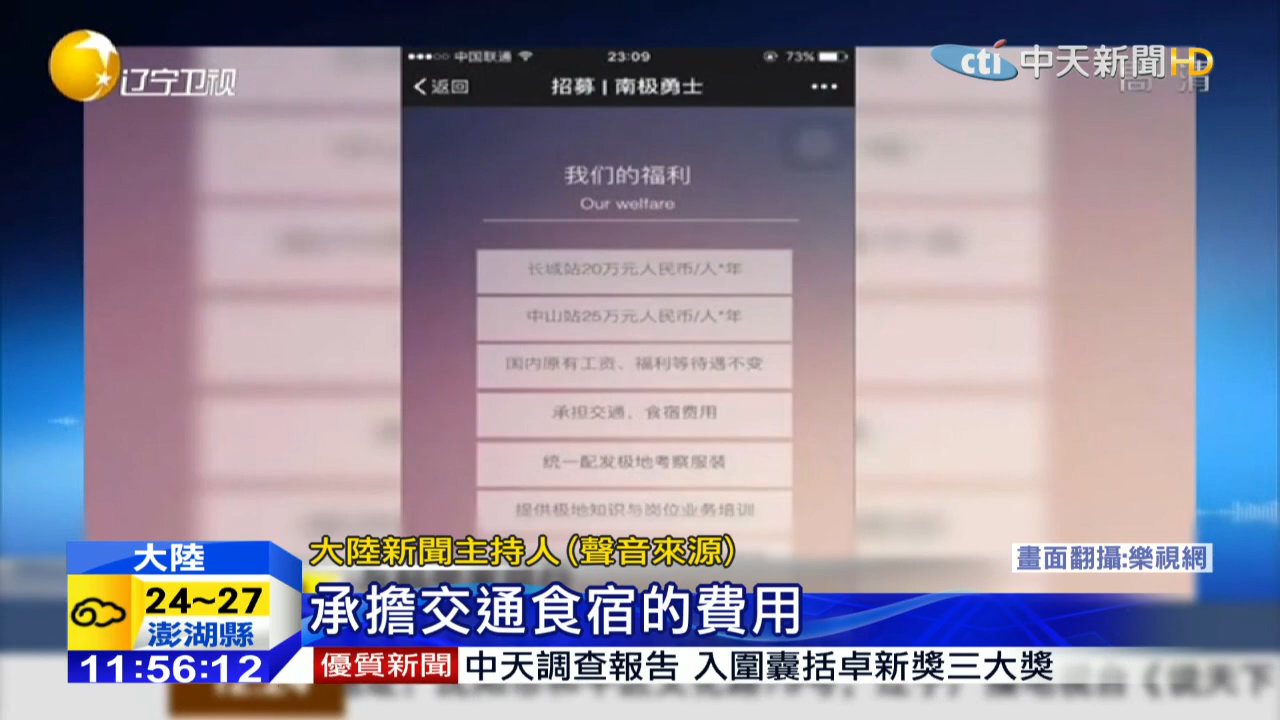 辽宁卫视
cti 中天新聞HD
高清
中国联通
23:09
73%
返回
招募 | 南极勇士
我们的福利
Our welfare
长城站20万元人民币/人*年
中山站25万元人民币/人*年
国内原有工资、福利等待遇不变
承担交通、食宿费用
统一配发极地考察服装
提供极地知识与岗位业务培训
大陸新聞主持人(聲音來源)
畫面翻攝:樂視網
承擔交通食宿的費用
大陸
24~27
澎湖縣
11:56:12
優質新聞 中天調查報告 入圍囊括卓新獎三大獎